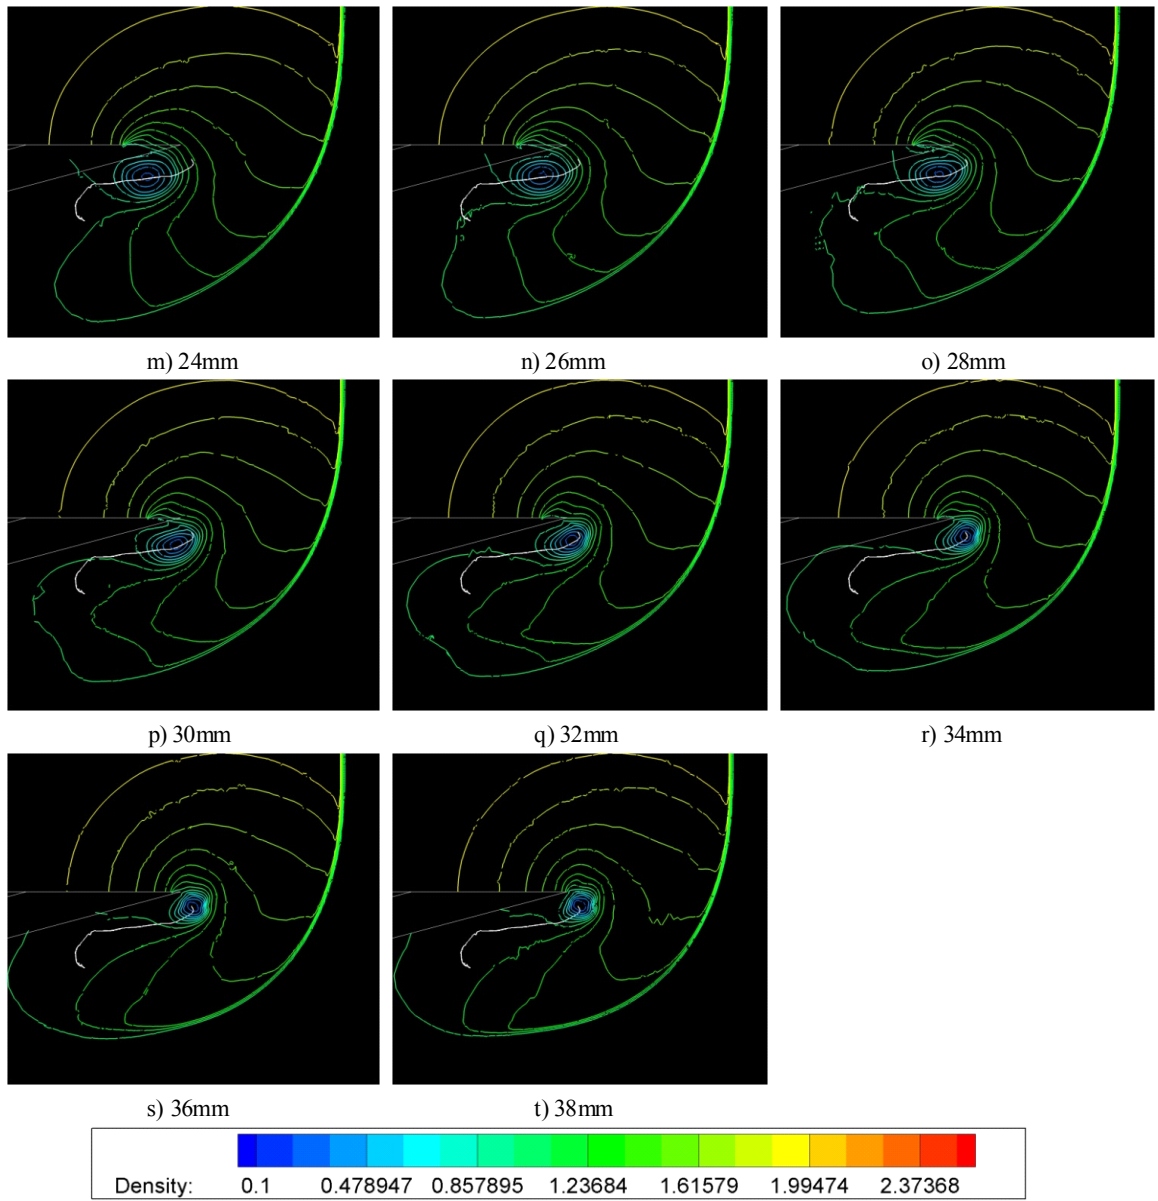 m) 24mm
n) 26mm
o) 28mm
p) 30mm
q) 32mm
r) 34mm
s) 36mm
t) 38mm
Density: 0.1 0.478947 0.857895 1.23684 1.61579 1.99474 2.37368